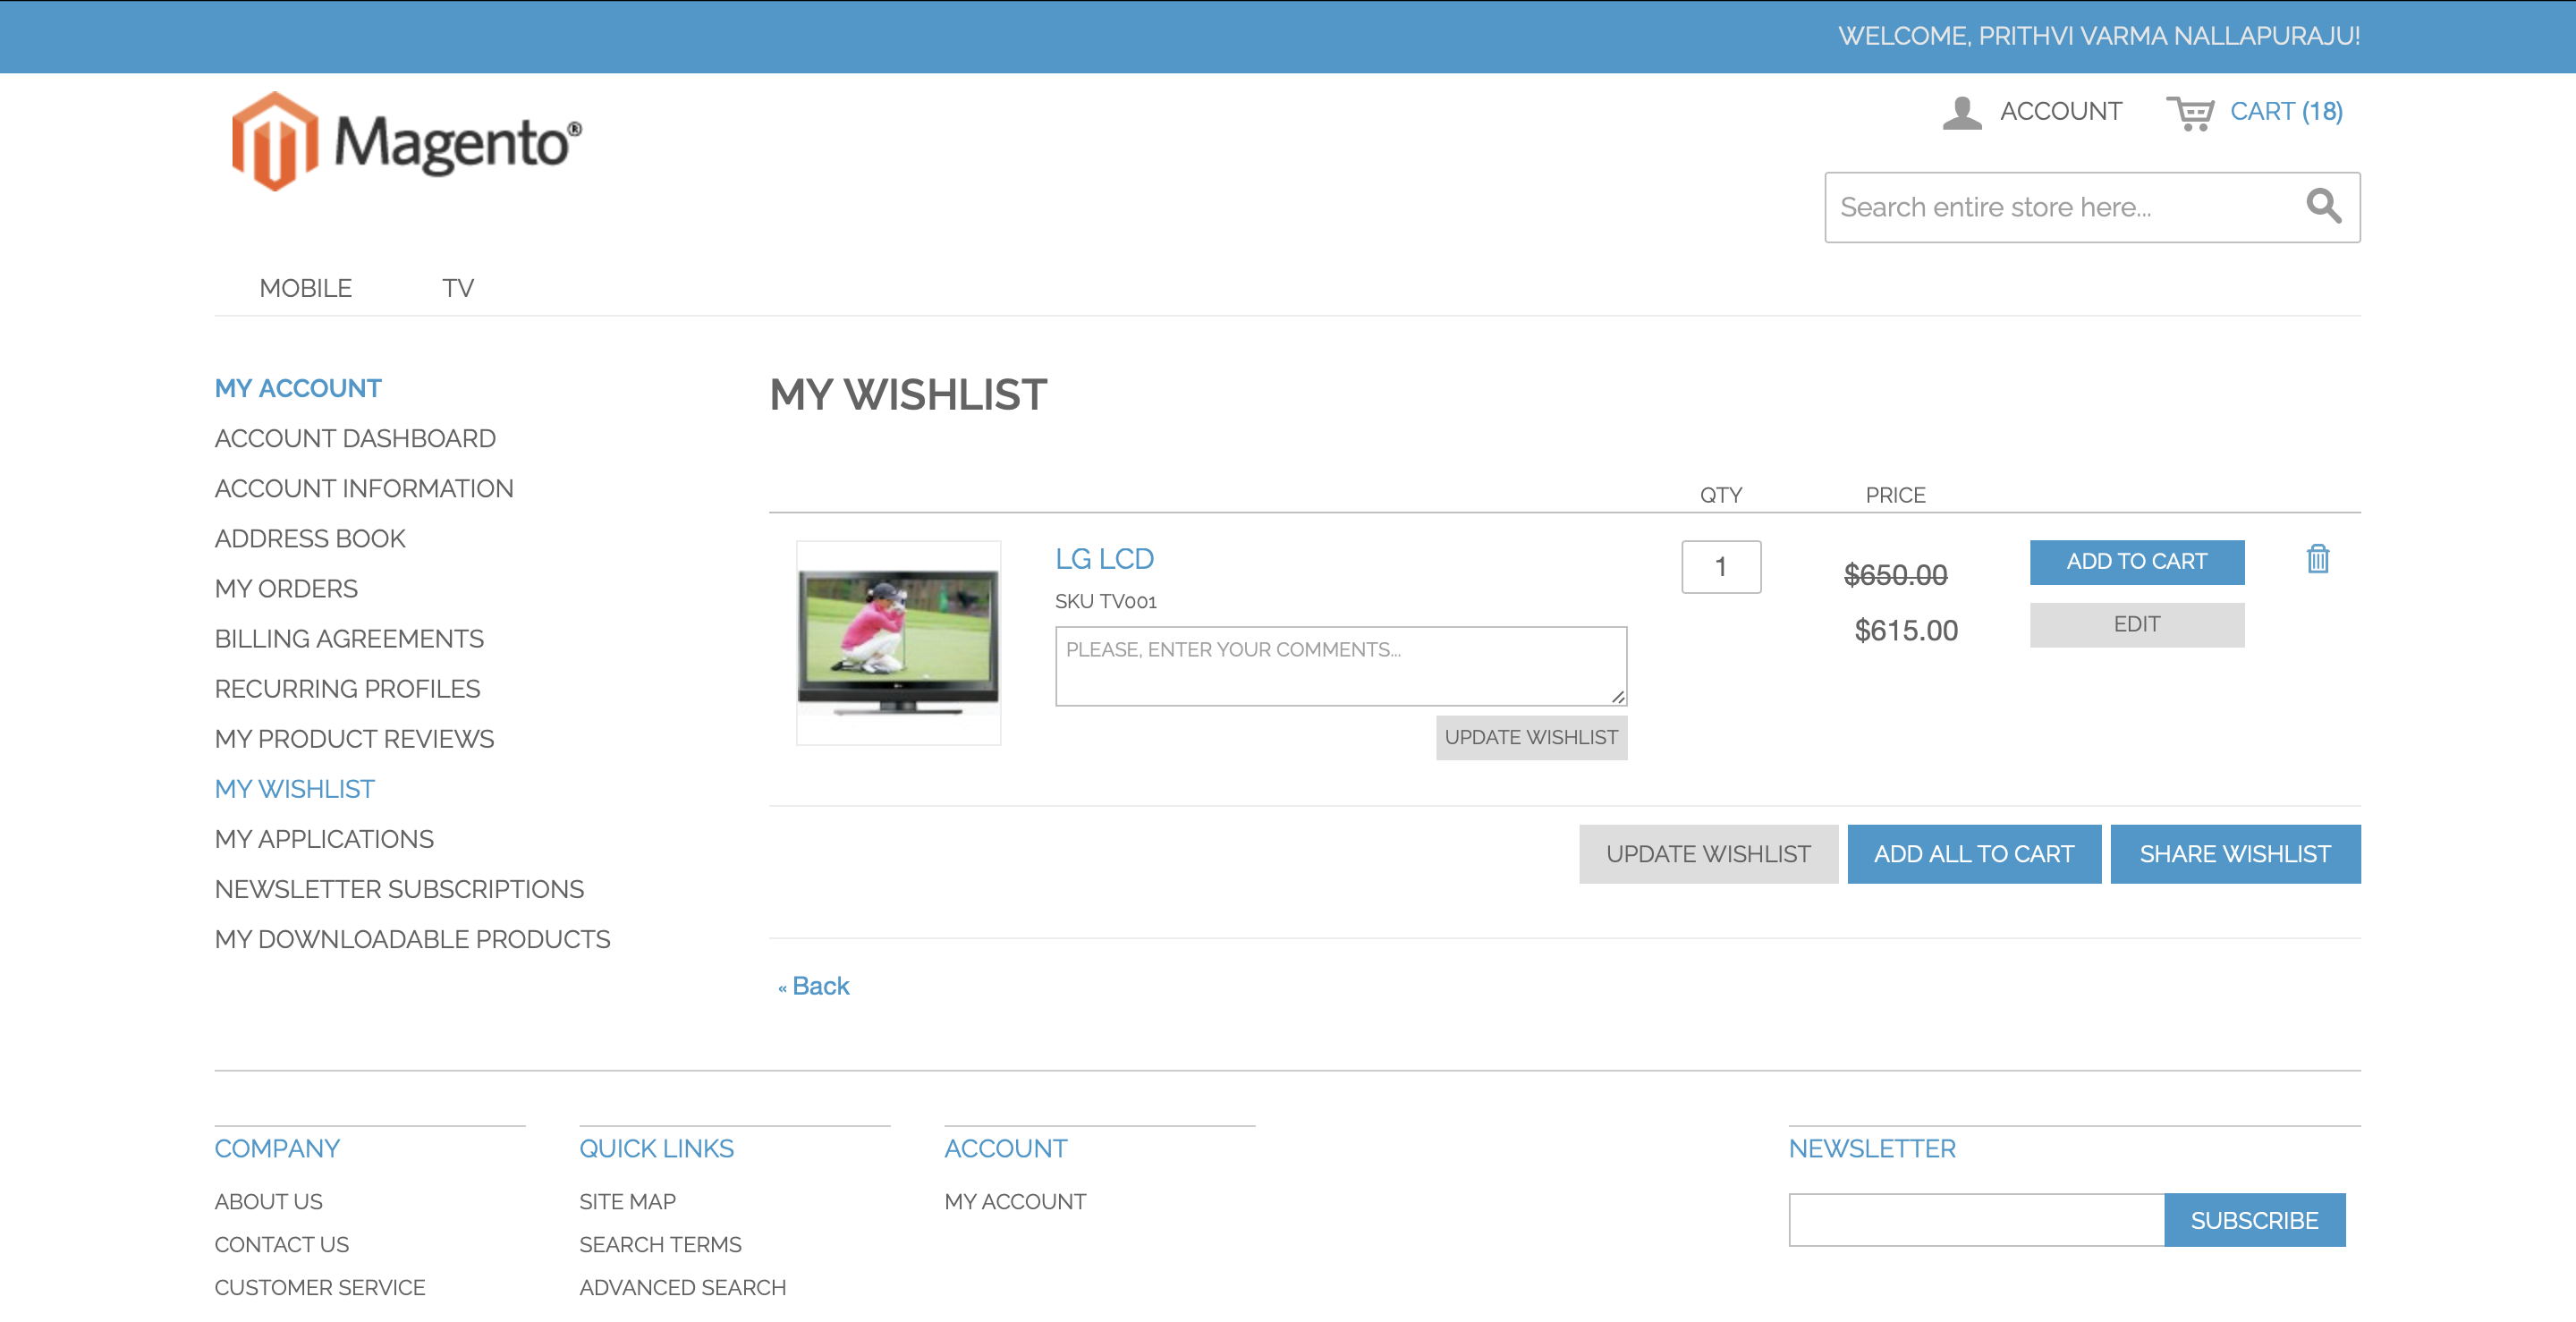 WELCOME, PRITHVI VARMA NALLAPURAJU!
Magento®
ACCOUNT
CART (18)
Search entire store here...
MOBILE
TV
MY ACCOUNT
ACCOUNT DASHBOARD
ACCOUNT INFORMATION
ADDRESS BOOK
MY ORDERS
BILLING AGREEMENTS
RECURRING PROFILES
MY PRODUCT REVIEWS
MY WISHLIST
MY APPLICATIONS
NEWSLETTER SUBSCRIPTIONS
MY DOWNLOADABLE PRODUCTS
MY WISHLIST
QTY
PRICE
LG LCD
SKU TV001
PLEASE, ENTER YOUR COMMENTS...
UPDATE WISHLIST
1
$650.00
$615.00
ADD TO CART
EDIT
UPDATE WISHLIST
ADD ALL TO CART
SHARE WISHLIST
« Back
COMPANY
ABOUT US
CONTACT US
CUSTOMER SERVICE
QUICK LINKS
SITE MAP
SEARCH TERMS
ADVANCED SEARCH
ACCOUNT
MY ACCOUNT
NEWSLETTER
SUBSCRIBE